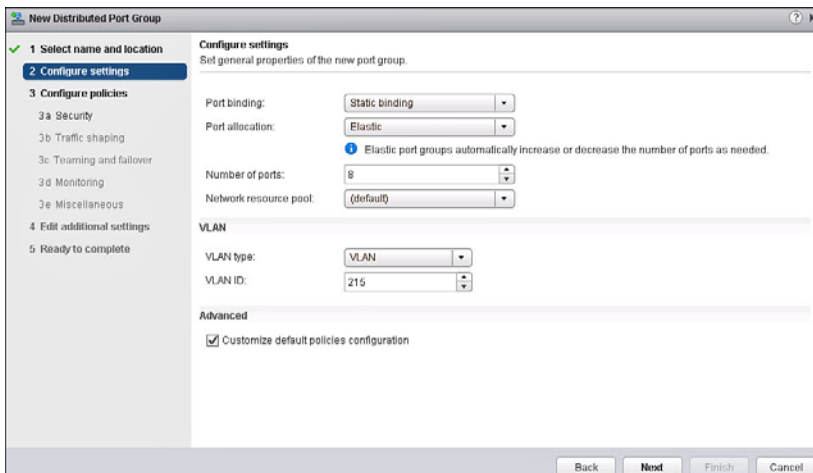 New Distributed Port Group
1 Select name and location
2 Configure settings
3 Configure policies
3a Security
3b Traffic shaping
3c Teaming and failover
3d Monitoring
3e Miscellaneous
4 Edit additional settings
5 Ready to complete
Configure settings
Set general properties of the new port group.
Port binding: Static binding
Port allocation: Elastic
Elastic port groups automatically increase or decrease the number of ports as needed.
Number of ports: 8
Network resource pool: (default)
VLAN
VLAN type: VLAN
VLAN ID: 215
Advanced
Customize default policies configuration
Back Next Finish Cancel